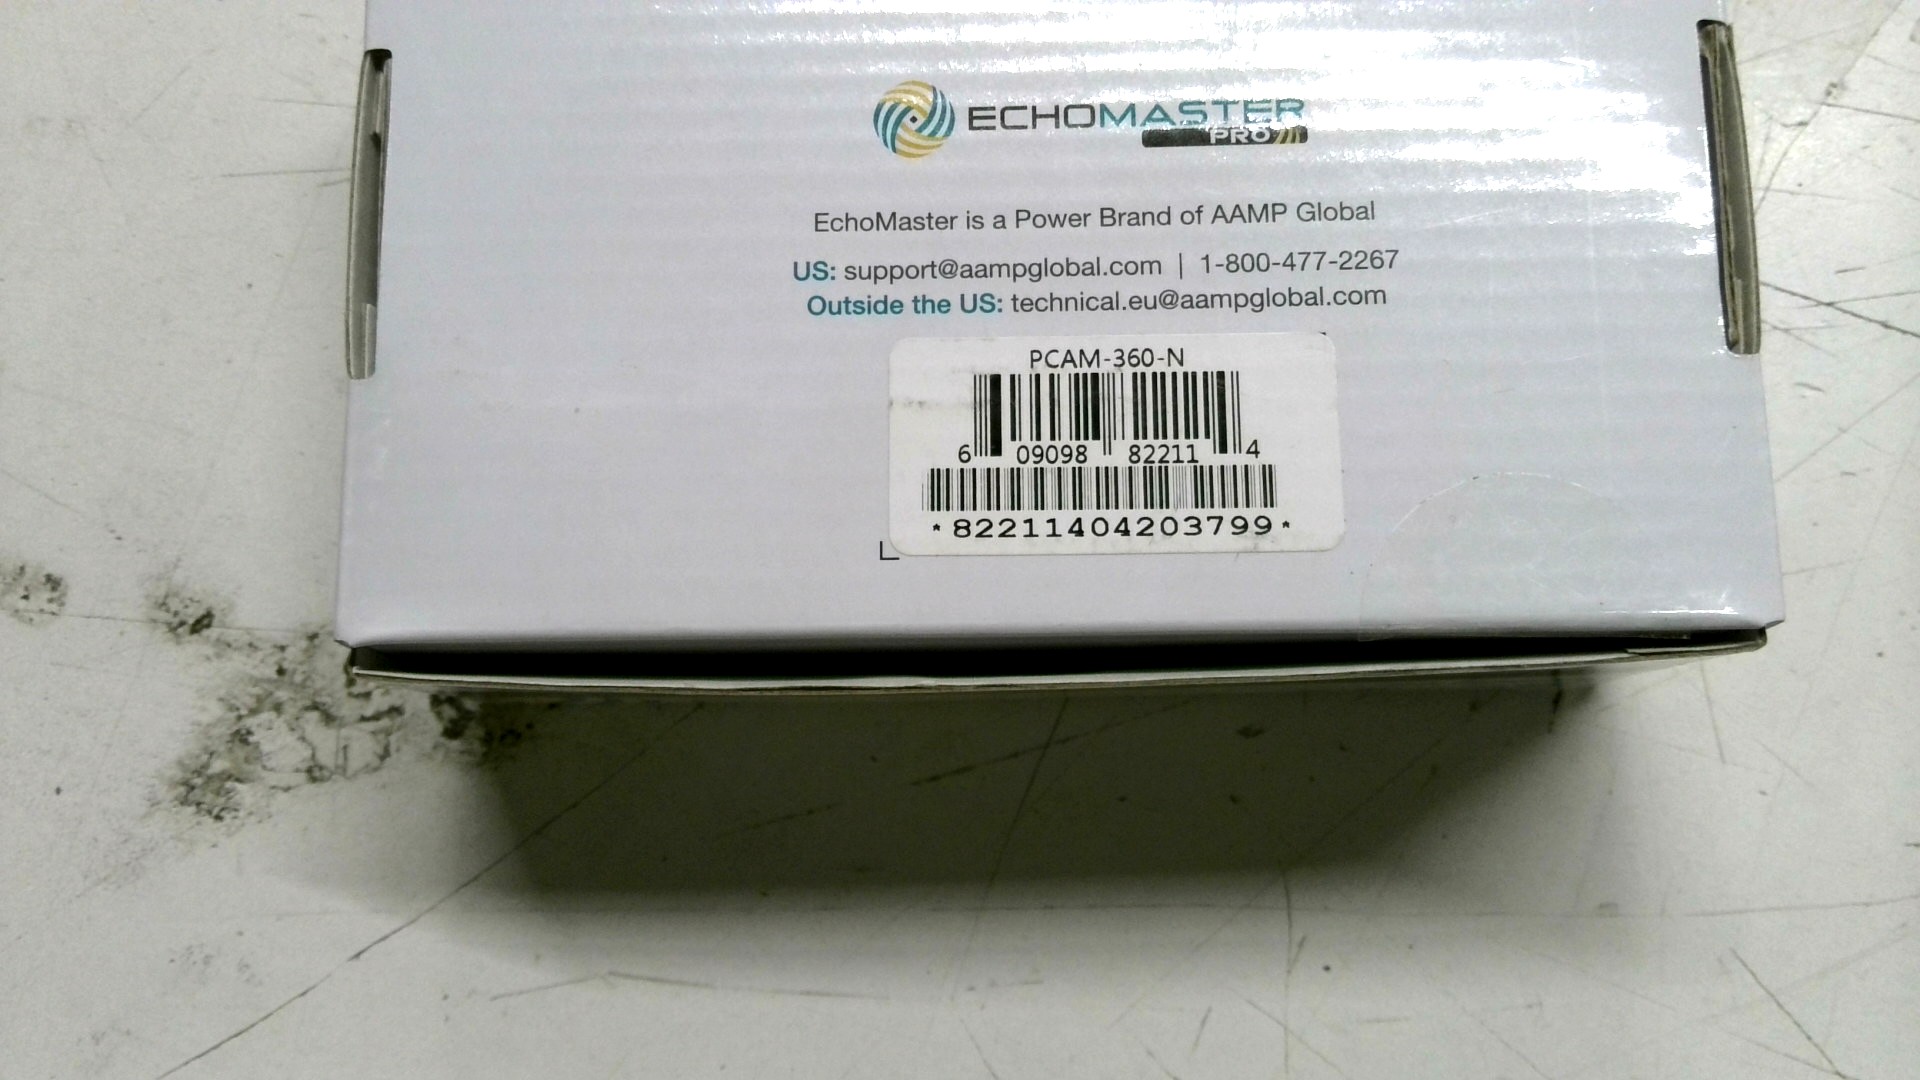 ECHOMASTER
PRO
EchoMaster is a Power Brand of AAMP Global
US: support@aampglobal.com | 1-800-477-2267
Outside the US: technical.eu@aampglobal.com
PCAM-360-N
6 09098 82211 4
*82211404203799*